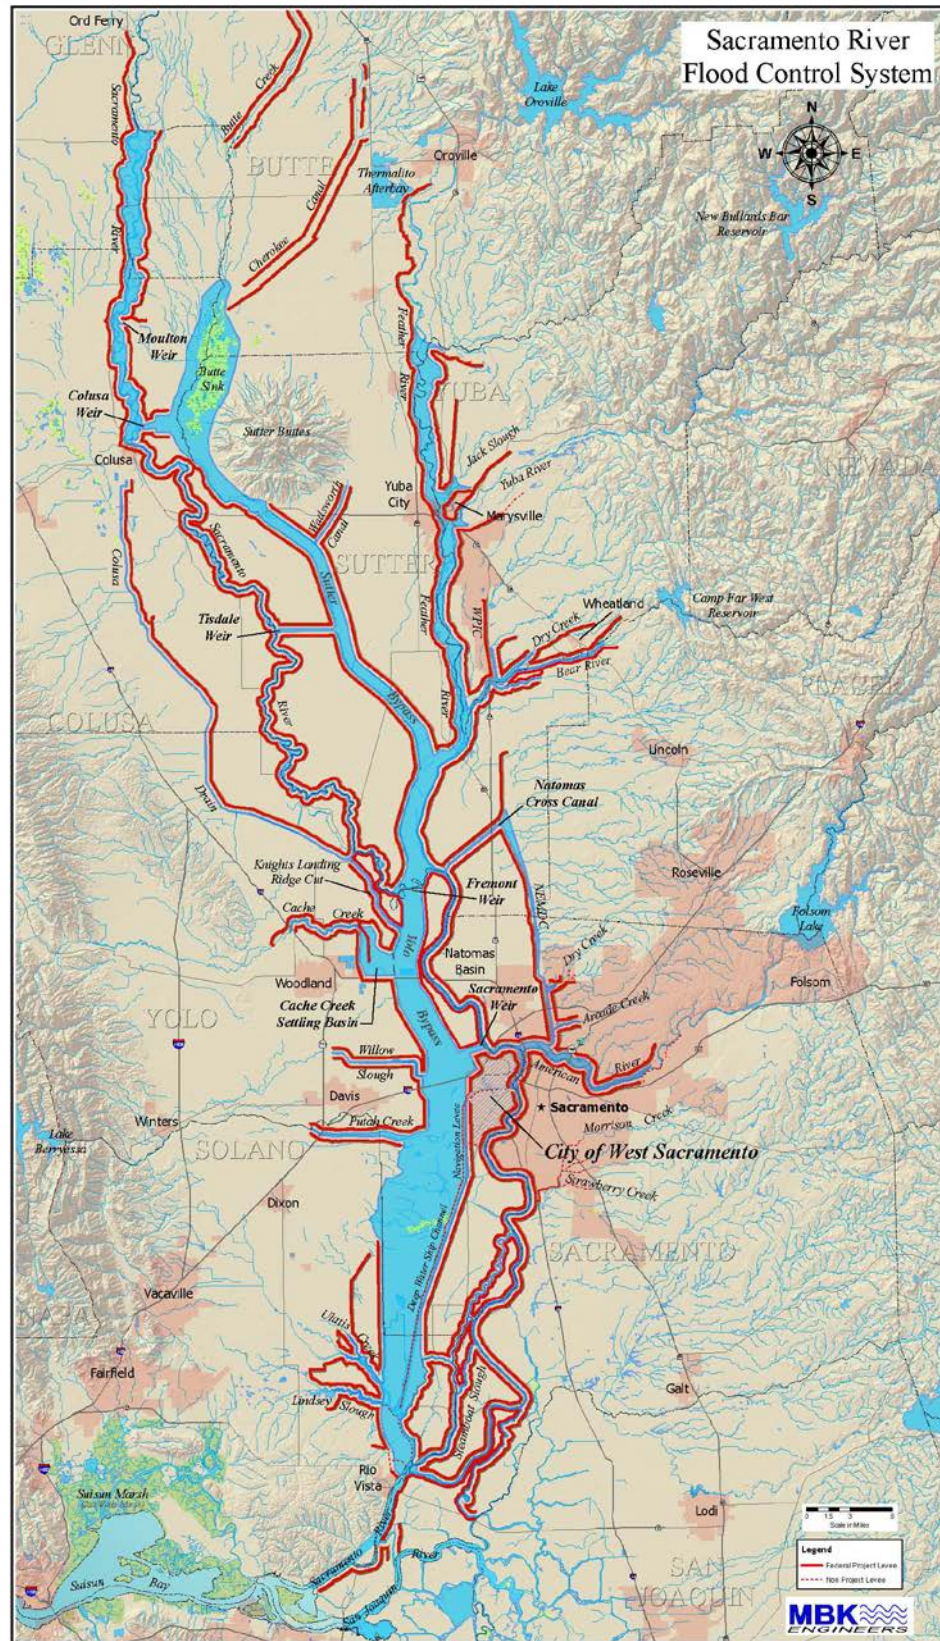 Sacramento River
Flood Control System
Ord Ferry
GLENN
Sacramento
River
Butte
Creek
BUTTE
Cherokee
Canal
Lake
Oroville
Oroville
Thermalito
Afterbay
N
W
E
S
New Bullards Bar
Reservoir
Moulton
Weir
Butte
Sink
Colusa
Weir
Colusa
Sutter Buttes
Feather
River
YUBA
Jack Slough
Yuba River
NEVADA
Yuba
City
Marysville
Wadsworth
Canal
SUTTER
Colusa
Sacramento
Sutter
Feather
WPIC
Wheatland
Camp Far West
Reservoir
Tisdale
Weir
Dry Creek
Bear River
PLACER
COLUSA
River
Bypass
River
Lincoln
Drain
Natomas
Cross Canal
Knights Landing
Ridge Cut
Fremont
Weir
Roseville
NEMDC
Folsom
Lake
Cache
Creek
Yolo
Natomas
Basin
Dry Creek
Woodland
Sacramento
Weir
Folsom
Cache Creek
Settling Basin
Bypass
Arcade Creek
YOLO
Willow
Slough
American
River
Davis
Sacramento
Winters
Putah Creek
Morrison
Creek
Lake
Berryessa
SOLANO
Navigation Levee
City of West Sacramento
Strawberry Creek
Dixon
Deep Water Ship Channel
SACRAMENTO
Vacaville
NAPA
Ulatis
Creek
Fairfield
Lindsey
Slough
Steamboat Slough
Galt
Rio
Vista
Suisun Marsh
Lodi
Sacramento River
River
San Joaquin
Suisun
Bay
SAN
JOAQUIN
Scale in Miles
Legend
Federal Project Levee
Non Project Levee
MBK
ENGINEERS